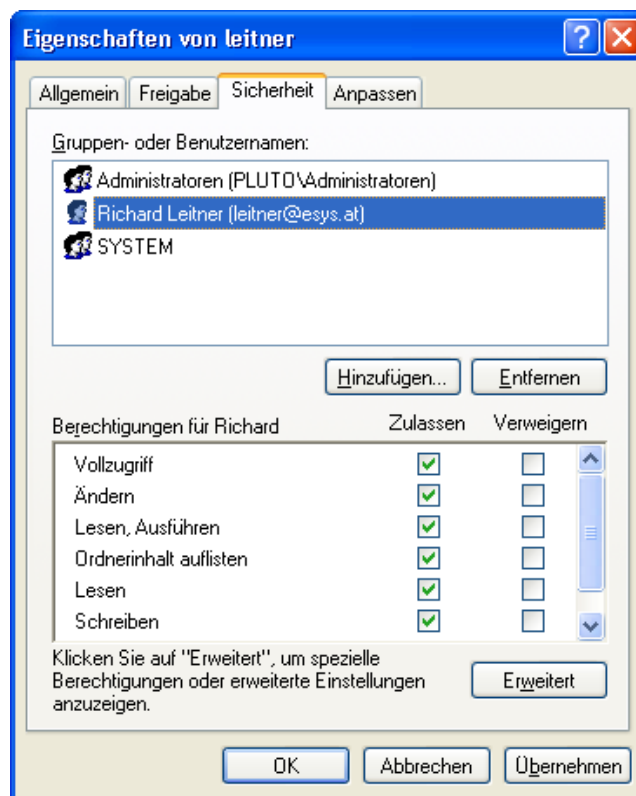 Eigenschaften von leitner
?
Allgemein Freigabe Sicherheit Anpassen
Gruppen- oder Benutzernamen:
Administratoren (PLUTO\Administratoren)
Richard Leitner (leitner@esys.at)
SYSTEM
Hinzufügen... Entfernen
Berechtigungen für Richard Zulassen Verweigern
Vollzugriff
Ändern
Lesen, Ausführen
Ordnerinhalt auflisten
Lesen
Schreiben
Klicken Sie auf "Erweitert", um spezielle
Berechtigungen oder erweiterte Einstellungen
anzuzeigen.
Erweitert
OK Abbrechen Übernehmen